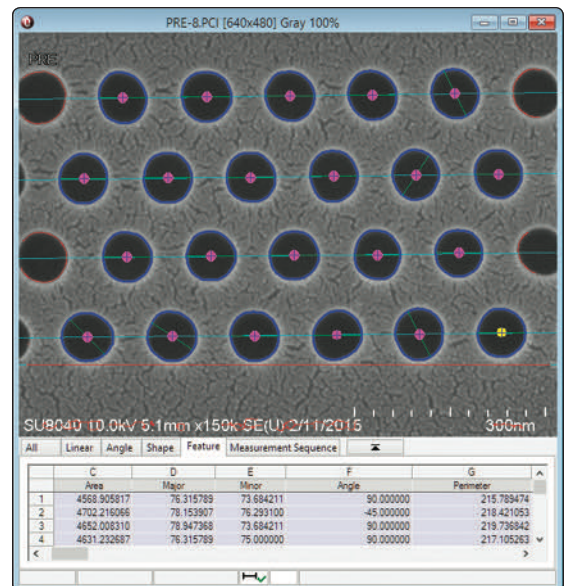 PRE-8.PCI [640x480] Gray 100%
PRE
SU8040 10.0kV 5.1mm x150k SE(U) 2/11/2015 300nm
All Linear Angle Shape Feature Measurement Sequence
C D E F G
Area Major Minor Angle Perimeter
1 4568.905817 76.315789 73.684211 90.000000 215.789474
2 4702.216066 78.153907 76.293100 -45.000000 218.421053
3 4652.008310 78.947368 73.684211 90.000000 219.736842
4 4631.232687 76.315789 75.000000 90.000000 217.105263